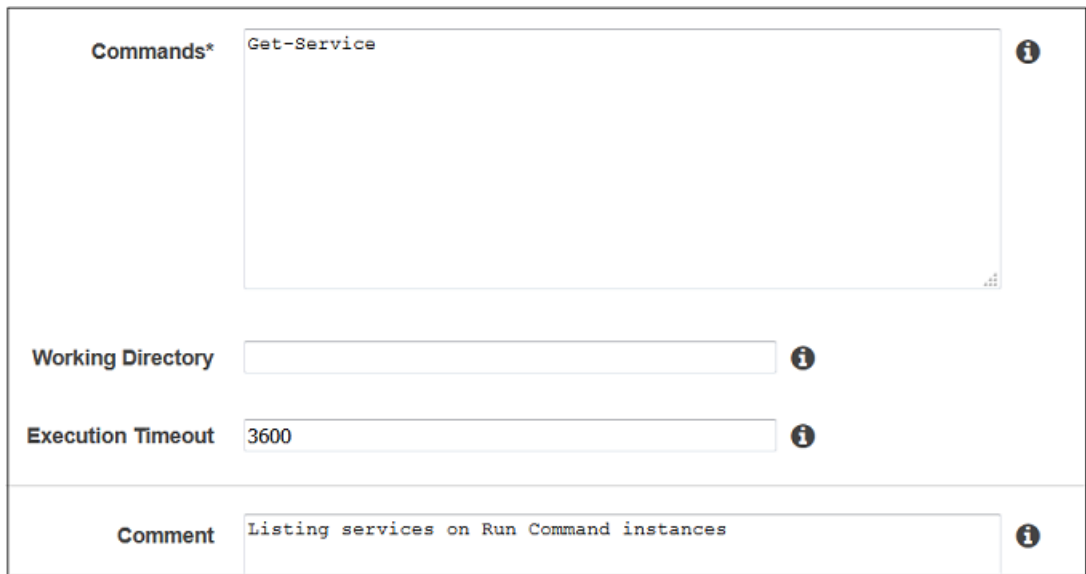 Commands* Get-Service
Working Directory
Execution Timeout 3600
Comment Listing services on Run Command instances